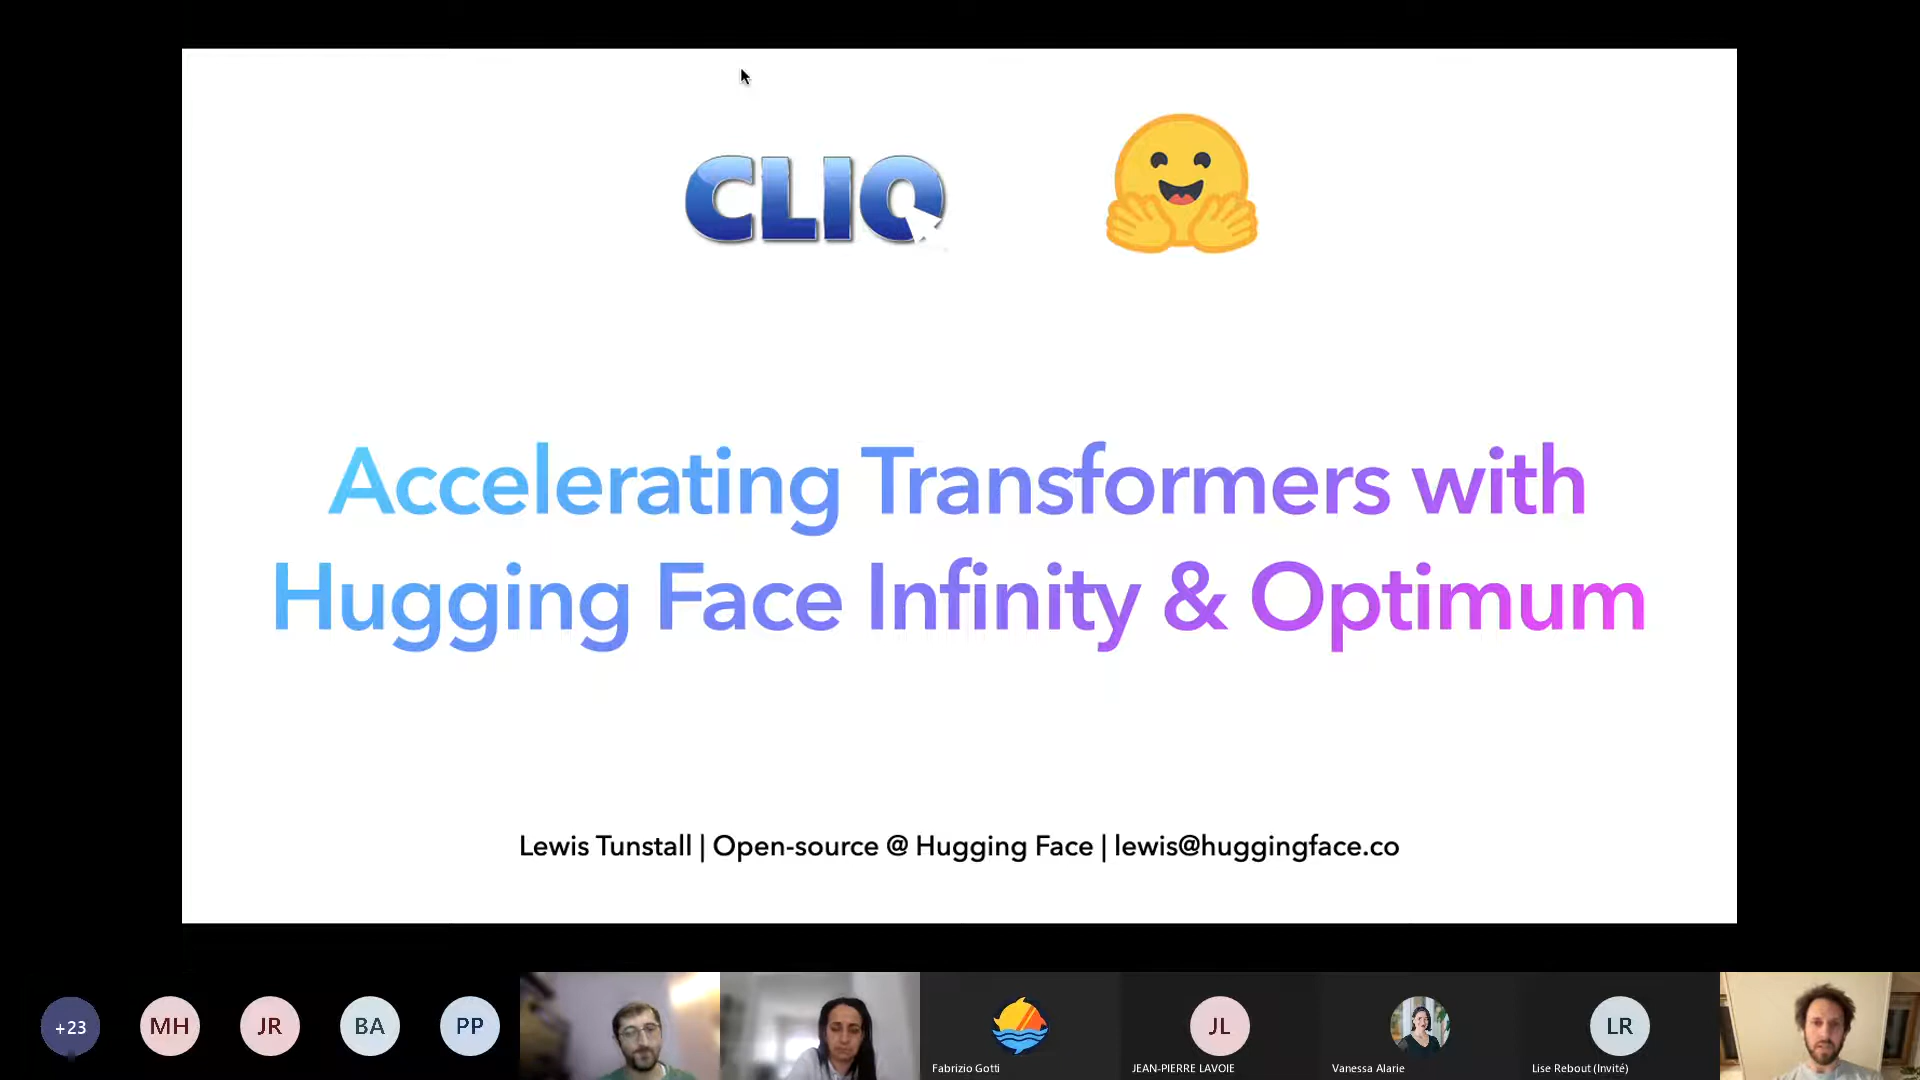 CLIQ
Accelerating Transformers with
Hugging Face Infinity & Optimum
Lewis Tunstall | Open-source @ Hugging Face | lewis@huggingface.co
+23
MH
JR
BA
PP
JL
LR
Fabrizio Gotti
JEAN-PIERRE LAVOIE
Vanessa Alarie
Lise Rebout (Invité)